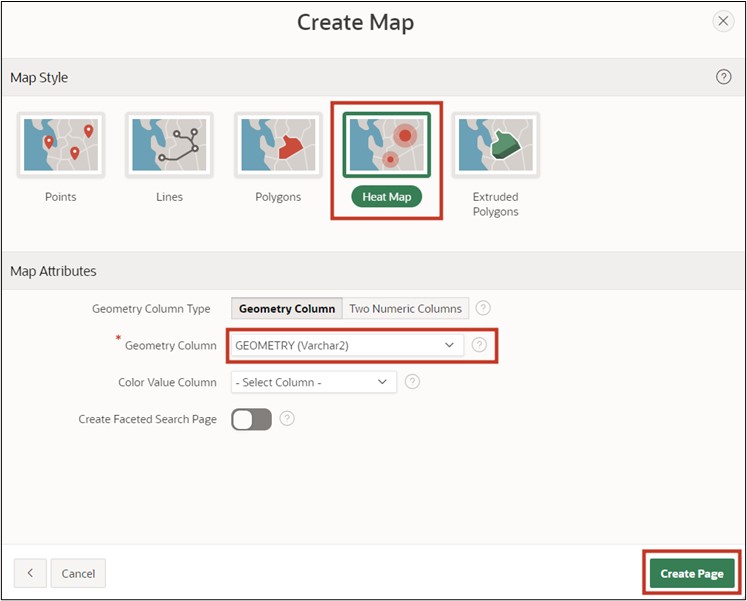 Create Map
Map Style
Points
Lines
Polygons
Heat Map
Extruded
Polygons
Map Attributes
Geometry Column Type
Geometry Column
Two Numeric Columns
?
* Geometry Column
GEOMETRY (Varchar2)
?
Color Value Column
- Select Column -
?
Create Faceted Search Page
?
Cancel
Create Page